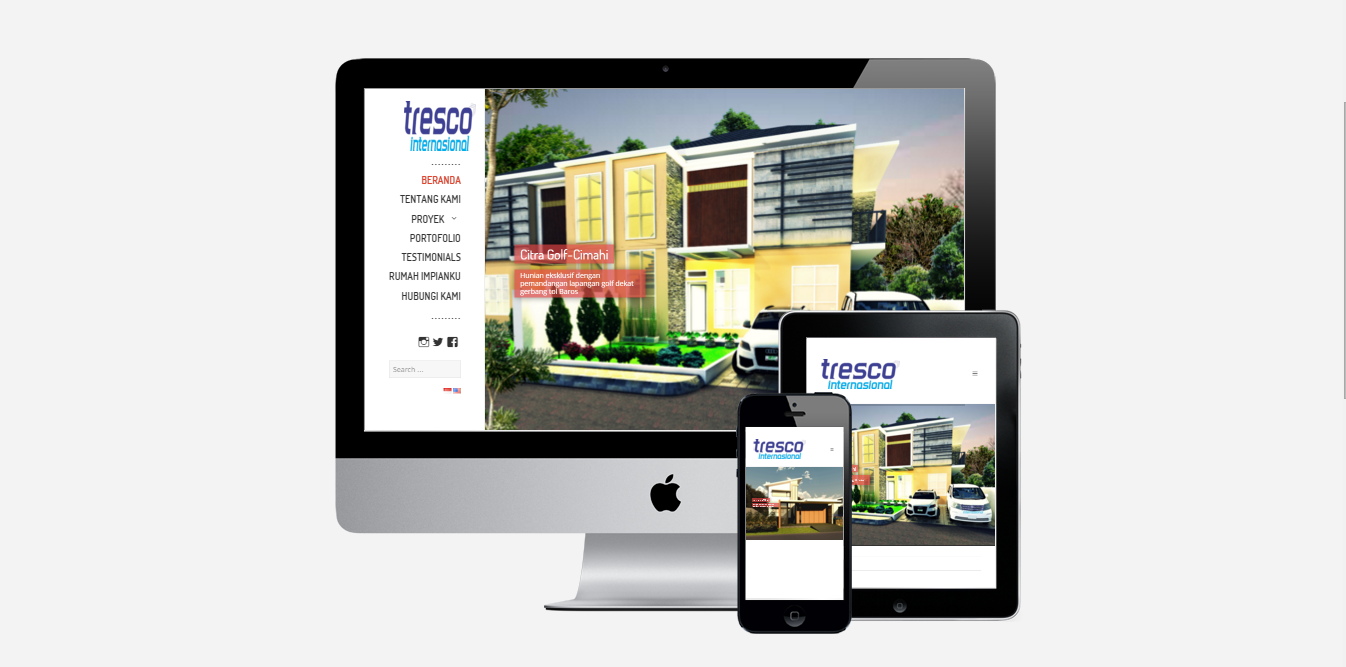 tresco
internasional
BERANDA
TENTANG KAMI
PROYEK
PORTOFOLIO
TESTIMONIALS
RUMAH IMPIANKU
HUBUNGI KAMI
Search ...
Citra Golf-Cimahi
Hunian eksklusif dengan
pemandangan lapangan golf dekat
gerbang tol Baros
tresco
internasional
tresco
internasional